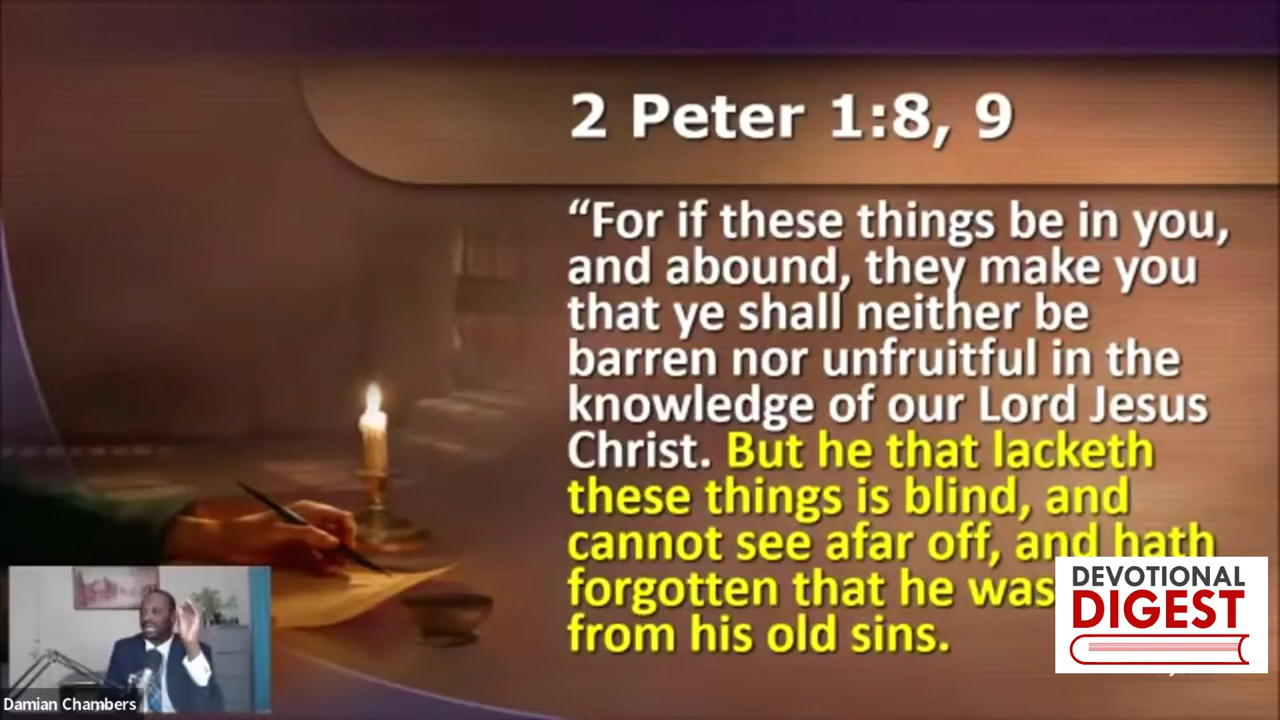 2 Peter 1:8, 9
“For if these things be in you,
and abound, they make you
that ye shall neither be
barren nor unfruitful in the
knowledge of our Lord Jesus
Christ. But he that lacketh
these things is blind, and
cannot see afar off, and hath
forgotten that he was
from his old sins.
DEVOTIONAL
DIGEST
Damian Chambers